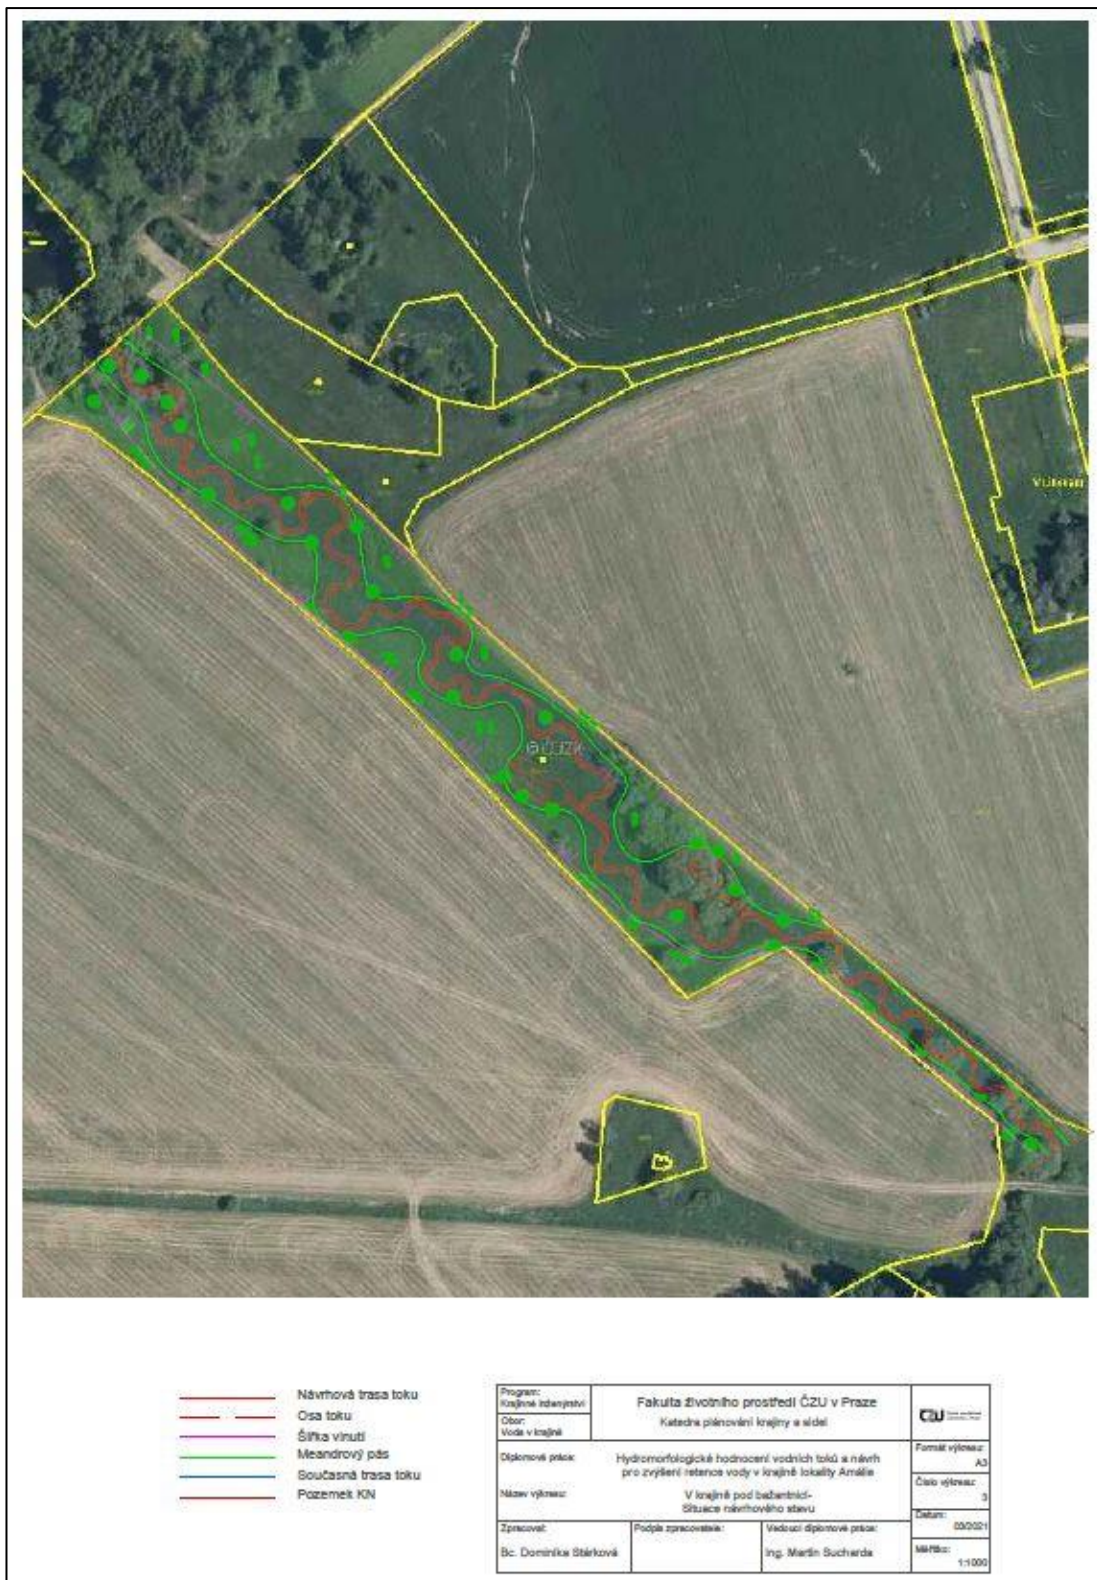 © ČÚZK
Návrhová trasa toku
Osa toku
Šířka vinutí
Meandrový pás
Současná trasa toku
Pozemek KN
Program:
Krajinné inženýrství
Obor:
Voda v krajině
Fakulta životního prostředí ČZU v Praze
Katedra plánování krajiny a sídel
CZU
Diplomová práce:
Hydromorfologické hodnocení vodních toků a návrh
pro zvýšení retence vody v krajině lokality Amálie
Název výkresu:
V krajině pod bažantnicí-
Situace návrhového stavu
Formát výkresu:
A3
Číslo výkresu:
3
Datum:
03/2021
Měřítko:
1:1000
Zpracoval:
Bc. Dominika Stárková
Podpis zpracovatele:
Vedoucí diplomové práce:
Ing. Martin Sucharda